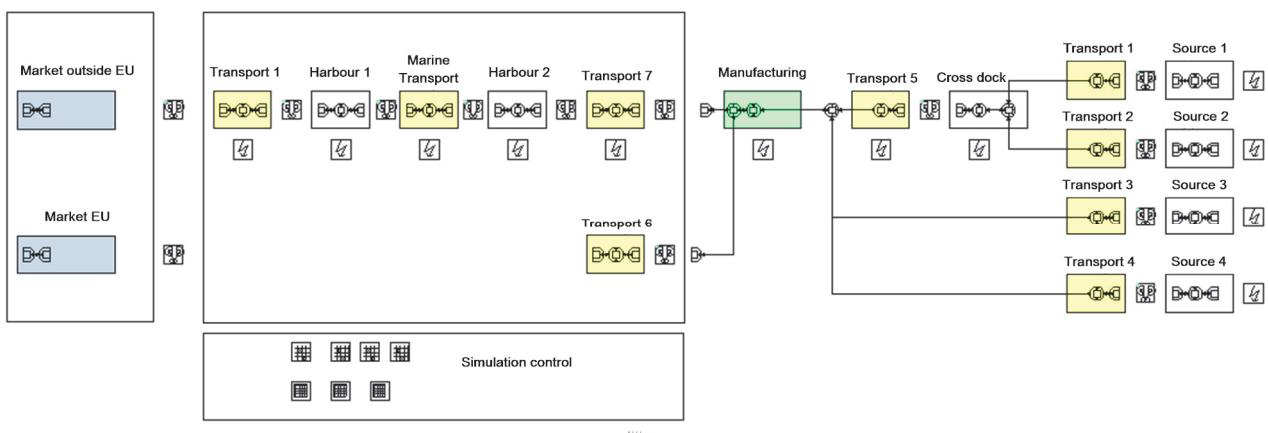 Transport 1
Source 1
Marine
Market outside EU
Transport 1
Harbour 1
Transport
Harbour 2
Transport 7
Manufacturing
Transport 5
Cross dock
Transport 2
Source 2
Transport 3
Source 3
Market EU
Transport 6
Transport 4
Source 4
Simulation control